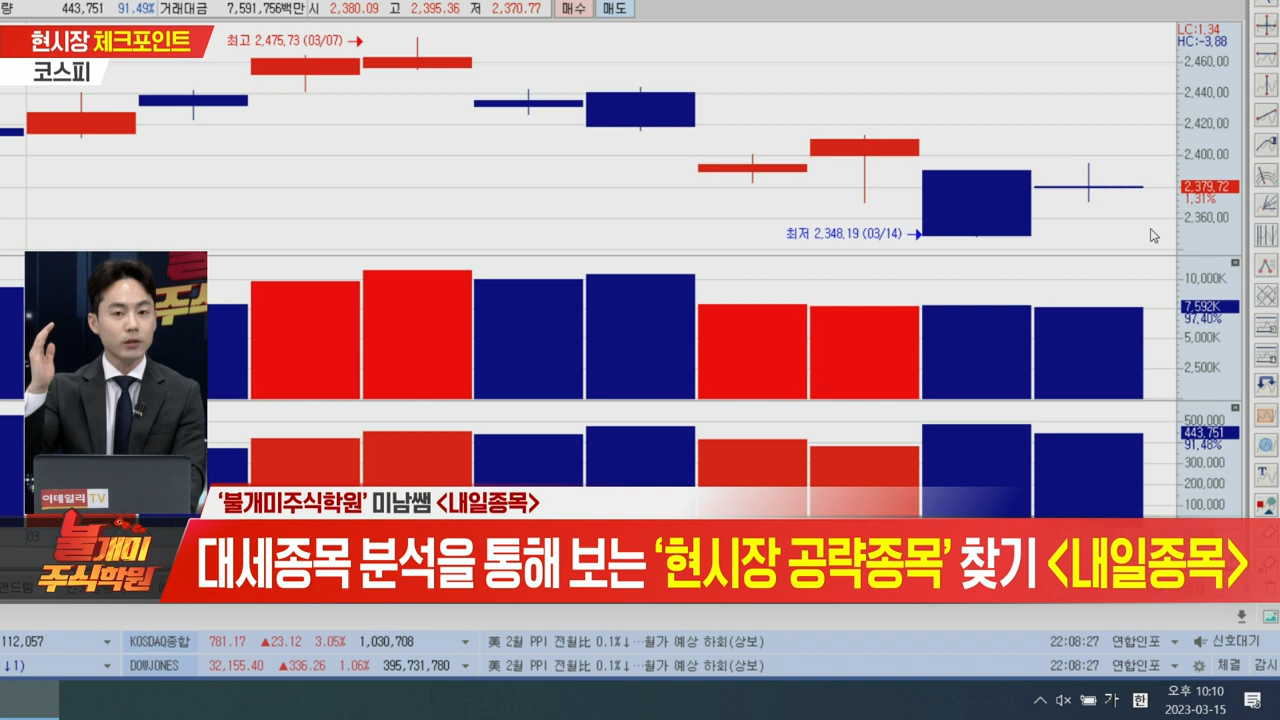 량 443,751 91.49% 거래대금 7,591,756백만 시 2,380.09 고 2,395.36 저 2,370.77 매수 매도
현시장 체크포인트
코스피
최고 2,475.73 (03/07)
LC:1.34
HC:-3.88
2,460.00
2,440.00
2,420.00
2,400.00
2,379.72
1.31%
2,360.00
최저 2,348.19 (03/14)
10,000K
7,592K
97.40%
5,000K
2,500K
500,000
443,751
91.48%
300,000
200,000
100,000
이데일리TV
'불개미주식학원' 미남쌤 <내일종목>
불개미
주식학원
대세종목 분석을 통해 보는 '현시장 공략종목' 찾기 <내일종목>
112,057 KOSDAQ종합 781.17 ▲23.12 3.05% 1,030,708 美 2월 PPI 전월比 0.1%↓…월가 예상 하회(상보) 22:08:27 연합인포 신호대기
↓1) DOWJONES 32,155.40 ▲336.26 1.06% 395,731,780 美 2월 PPI 전월比 0.1%↓…월가 예상 하회(상보) 22:08:27 연합인포 체결 감시
가 한 오후 10:10
2023-03-15